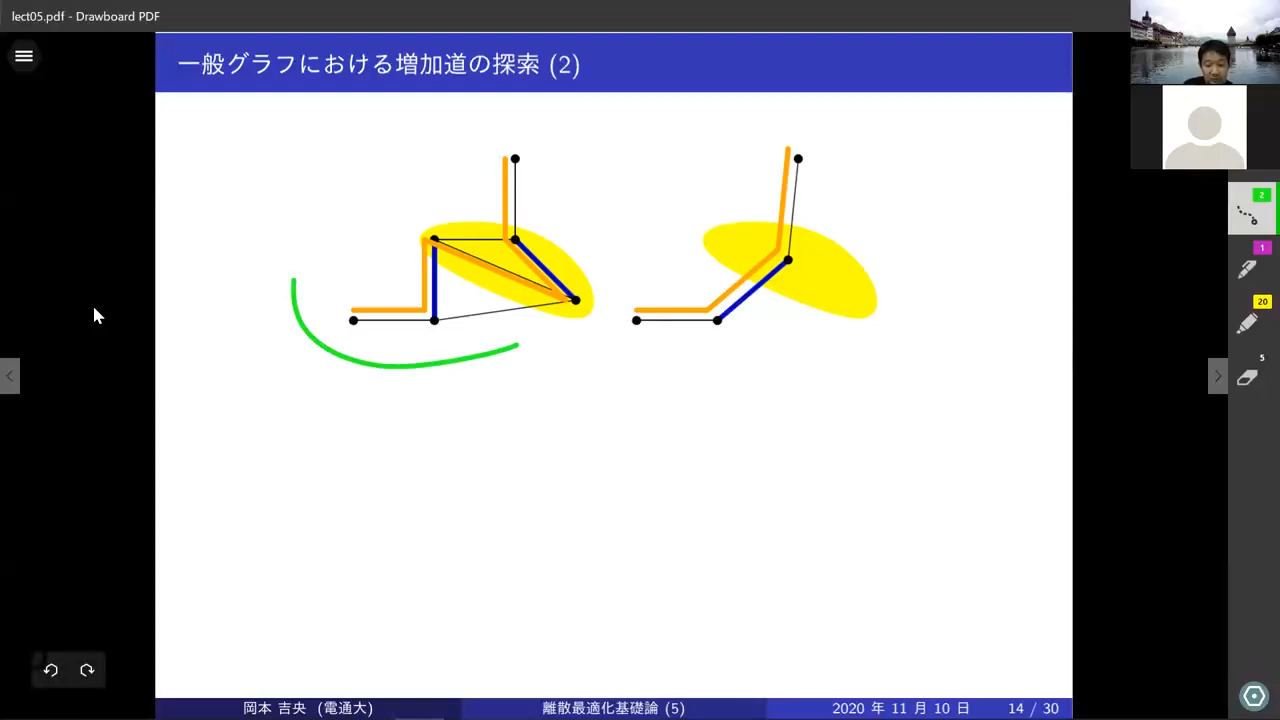 lect05.pdf - Drawboard PDF
一般グラフにおける増加道の探索 (2)
2
1
20
5
岡本 吉央 (電通大)
離散最適化基礎論 (5)
2020 年 11 月 10 日
14 / 30